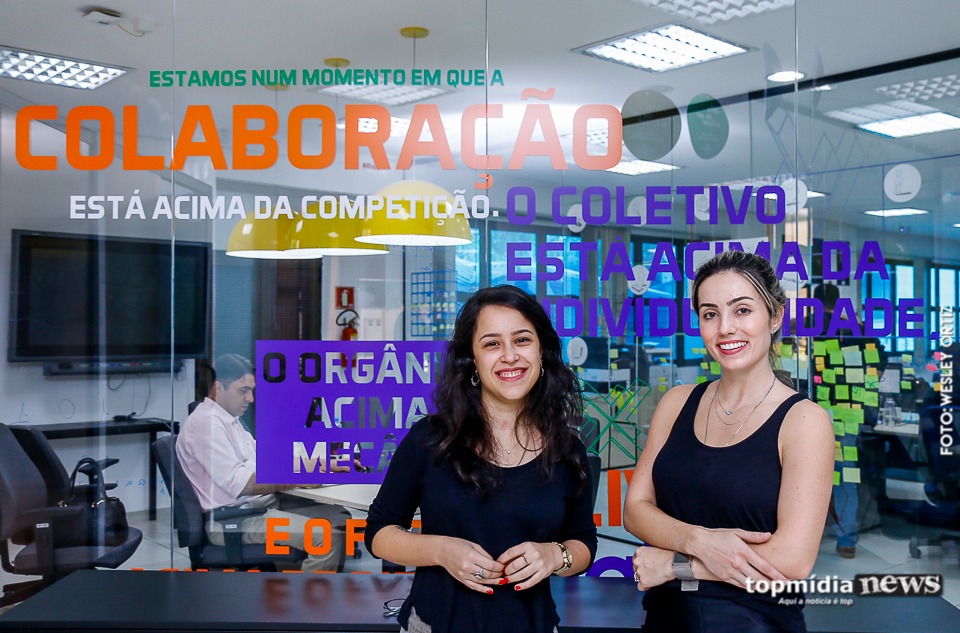 ESTAMOS NUM MOMENTO EM QUE A
COLABORAÇÃO
ESTÁ ACIMA DA COMPETIÇÃO.
O COLETIVO
ESTÁ ACIMA DA
INDIVIDUALIDADE.
O ORGÂNI
ACIMA
MECÂ
E O F
FOTO: WESLEY ORTIZ
topmídia news
Aqui a notícia é top